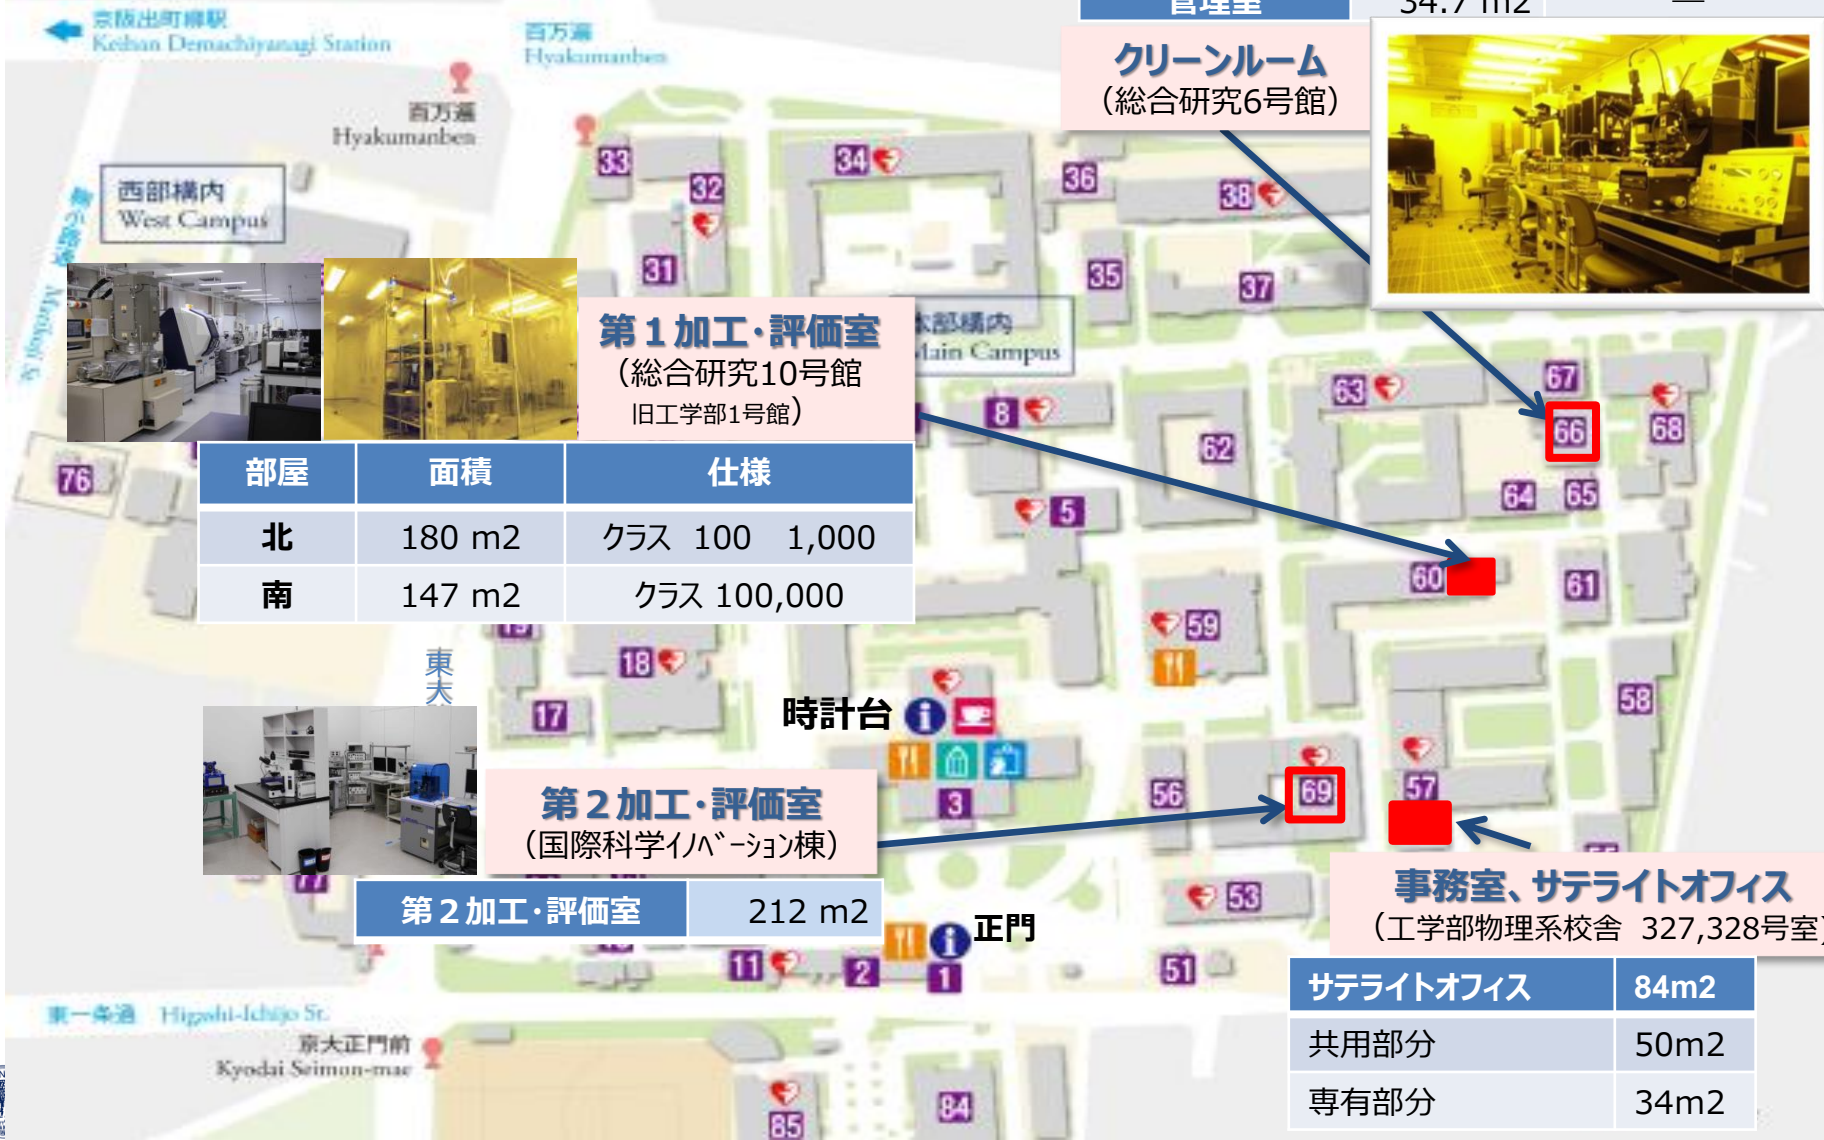 管理室 34.7 m2 ―
京阪出町柳駅
Keihan Demachiyanagi Station
百万遍
Hyakumanben
百万遍
Hyakumanben
クリーンルーム
（総合研究6号館）
33
32
34
36
38
西部構内
West Campus
31
35
37
第１加工・評価室
（総合研究10号館
旧工学部1号館）
本部構内
Main Campus
8
63
67
66
68
62
76
64
65
5
部屋 面積 仕様
北 180 m2 クラス 100 1,000
南 147 m2 クラス 100,000
60
61
19
18
59
58
東大
17
時計台
3
56
69
57
第２加工・評価室
（国際科学イノベーション棟）
第２加工・評価室 212 m2
77
53
事務室、サテライトオフィス
（工学部物理系校舎 327,328号室）
正門
11
2
1
51
サテライトオフィス 84m2
共用部分 50m2
専有部分 34m2
東一条通 Higashi-Ichijo St.
京大正門前
Kyodai Seimon-mae
85
84